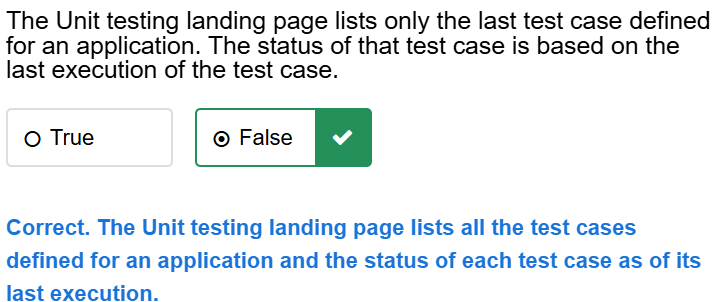 The Unit testing landing page lists only the last test case defined
for an application. The status of that test case is based on the
last execution of the test case.
True
False
Correct. The Unit testing landing page lists all the test cases
defined for an application and the status of each test case as of its
last execution.